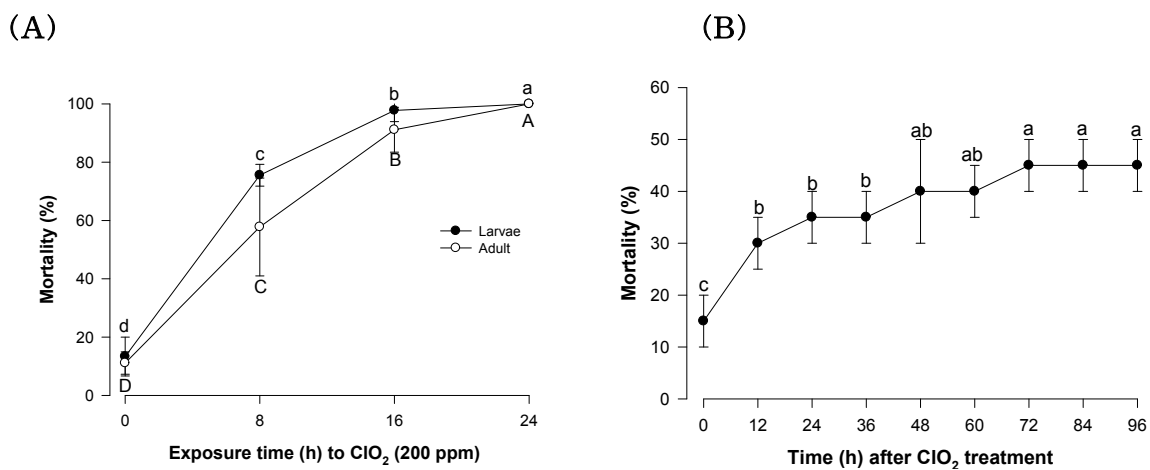 (A)
100
80
60
40
20
0
Mortality (%)
d
D
c
C
b
B
a
A
Larvae
Adult
0 8 16 24
Exposure time (h) to ClO₂ (200 ppm)
(B)
60
50
40
30
20
10
0
Mortality (%)
c b b b ab ab a a a
0 12 24 36 48 60 72 84 96
Time (h) after ClO₂ treatment